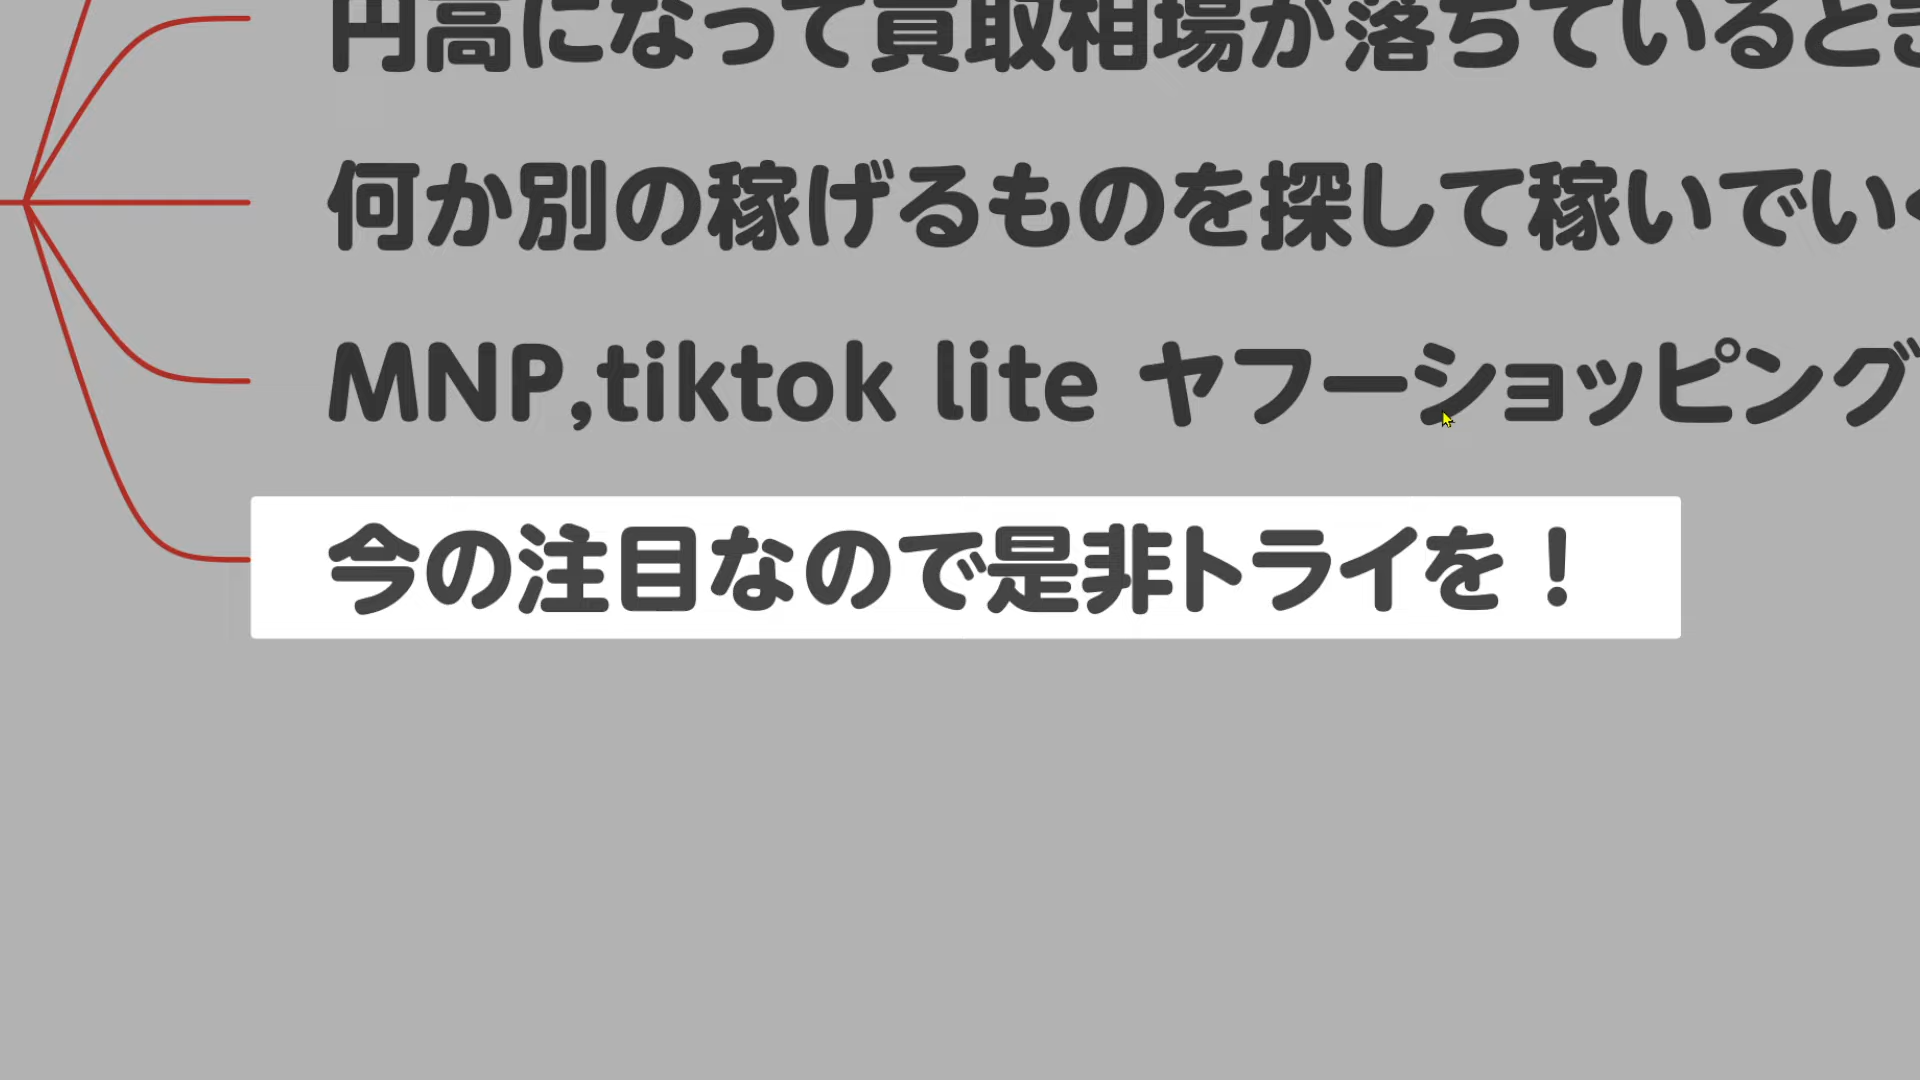 円高になって買取相場が落ちているとき
何か別の稼げるものを探して稼いでいく
MNP,tiktok lite ヤフーショッピング
今の注目なので是非トライを！